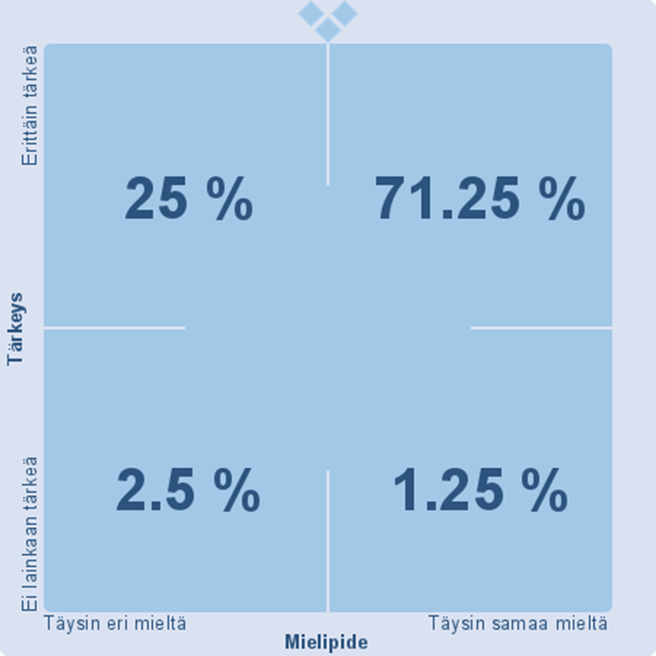 Erittäin tärkeä
25 %
71.25 %
Tärkeys
2.5 %
1.25 %
Ei lainkaan tärkeä
Täysin eri mieltä
Täysin samaa mieltä
Mielipide